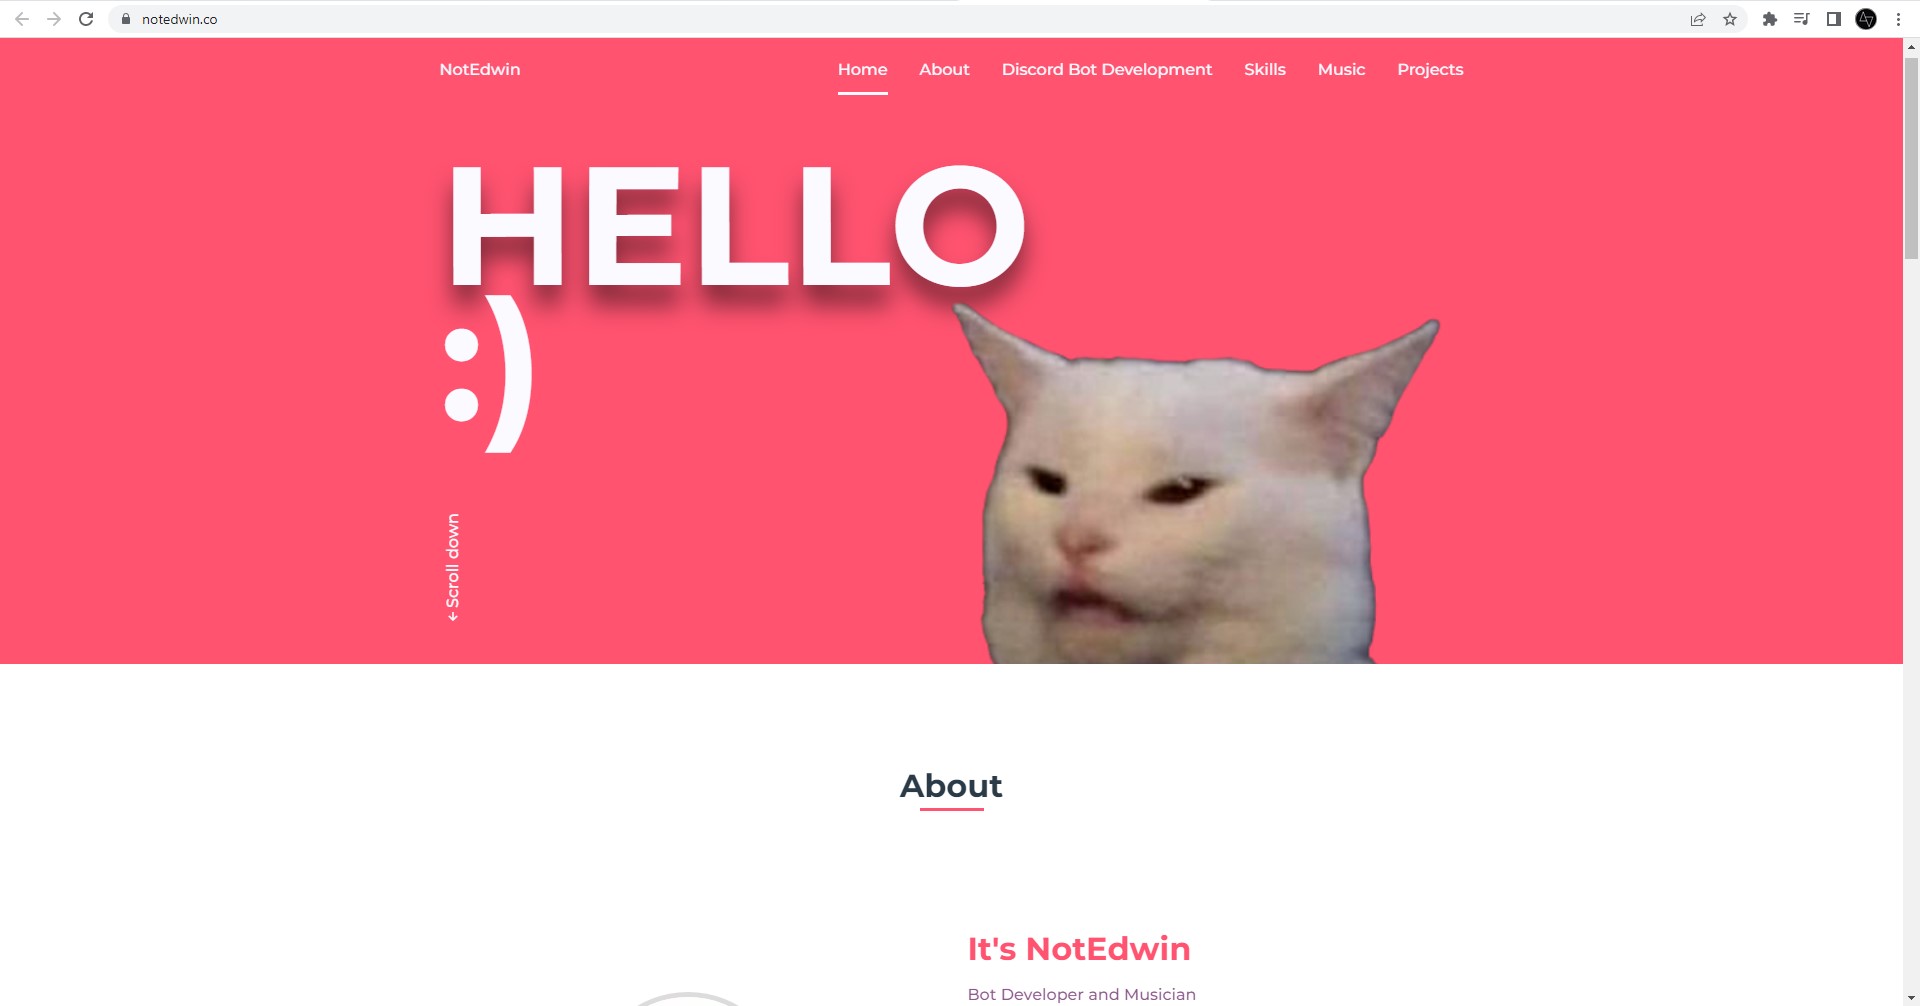 notedwin.co
NotEdwin
Home
About
Discord Bot Development
Skills
Music
Projects
HELLO
:)
← Scroll down
About
It's NotEdwin
Bot Developer and Musician